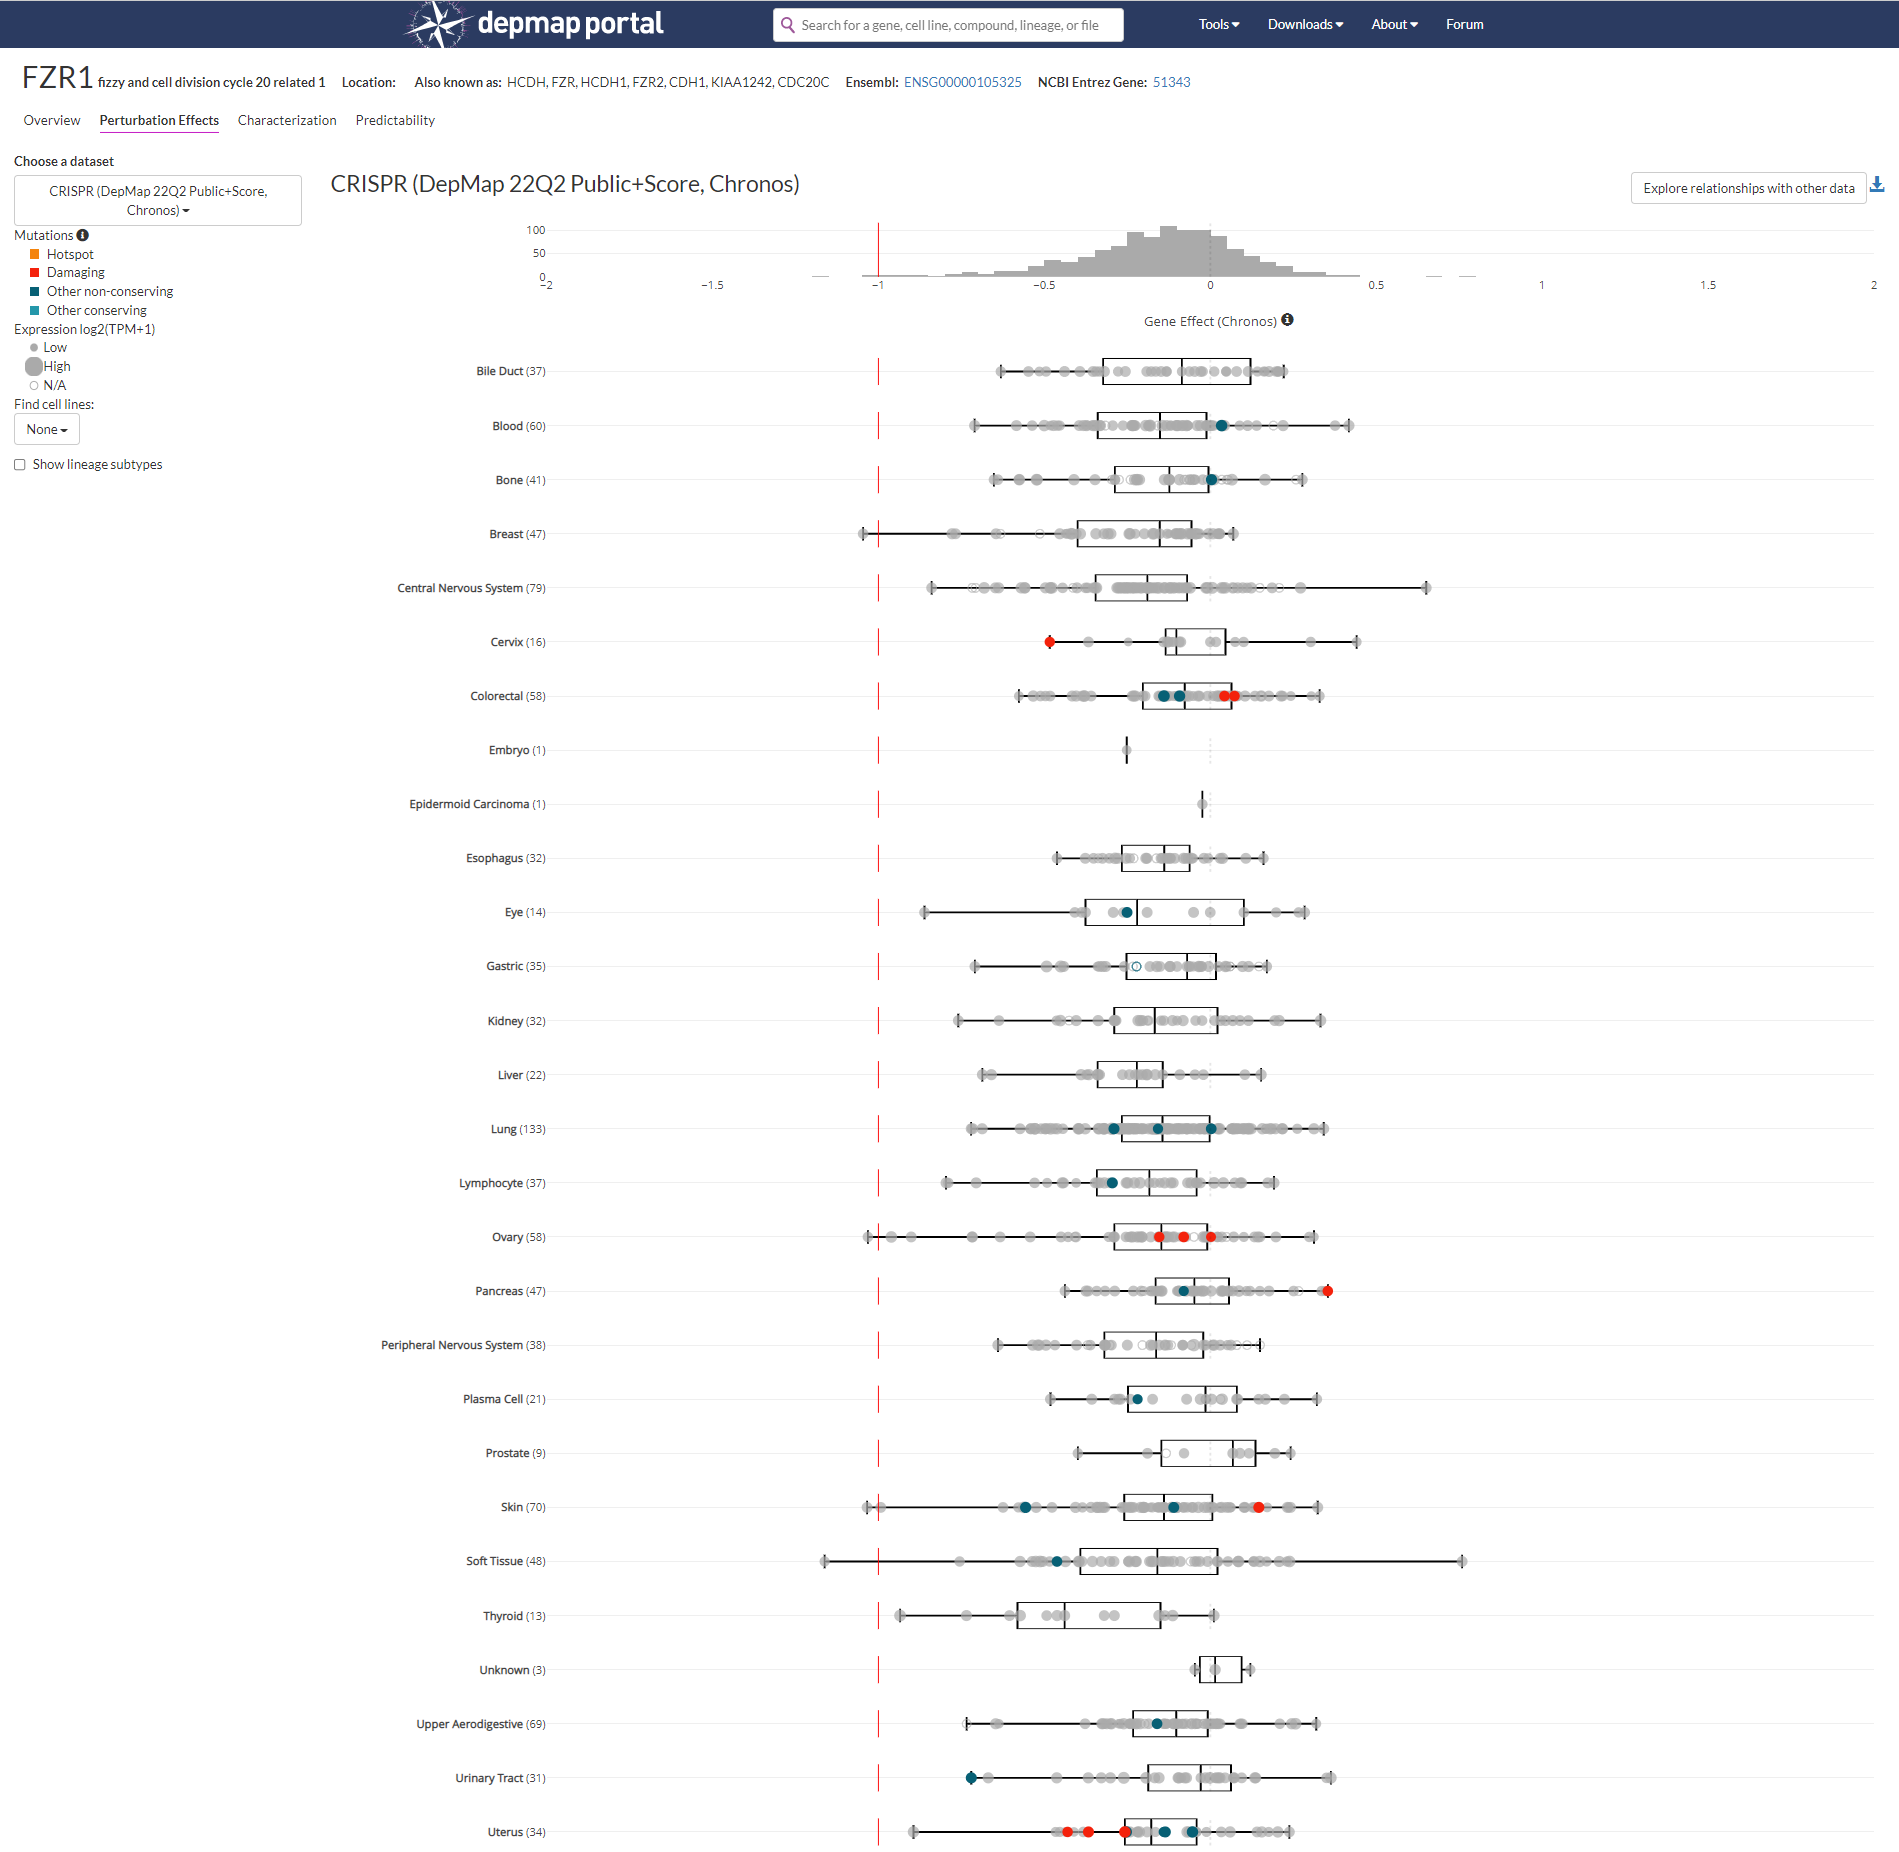 depmap portal
Search for a gene, cell line, compound, lineage, or file
Tools Downloads About Forum
FZR1 fizzy and cell division cycle 20 related 1 Location: Also known as: HCDH, FZR, HCDH1, FZR2, CDH1, KIAA1242, CDC20C Ensembl: ENSG00000105325 NCBI Entrez Gene: 51343
Overview Perturbation Effects Characterization Predictability
Choose a dataset
CRISPR (DepMap 22Q2 Public+Score,
Chronos)
Mutations
Hotspot
Damaging
Other non-conserving
Other conserving
Expression log2(TPM+1)
Low
High
N/A
Find cell lines:
None
Show lineage subtypes
CRISPR (DepMap 22Q2 Public+Score, Chronos)
Explore relationships with other data
100
50
0
−2 −1.5 −1 −0.5 0 0.5 1 1.5 2
Gene Effect (Chronos)
Bile Duct (37)
Blood (60)
Bone (41)
Breast (47)
Central Nervous System (79)
Cervix (16)
Colorectal (58)
Embryo (1)
Epidermoid Carcinoma (1)
Esophagus (32)
Eye (14)
Gastric (35)
Kidney (32)
Liver (22)
Lung (133)
Lymphocyte (37)
Ovary (58)
Pancreas (47)
Peripheral Nervous System (38)
Plasma Cell (21)
Prostate (9)
Skin (70)
Soft Tissue (48)
Thyroid (13)
Unknown (3)
Upper Aerodigestive (69)
Urinary Tract (31)
Uterus (34)